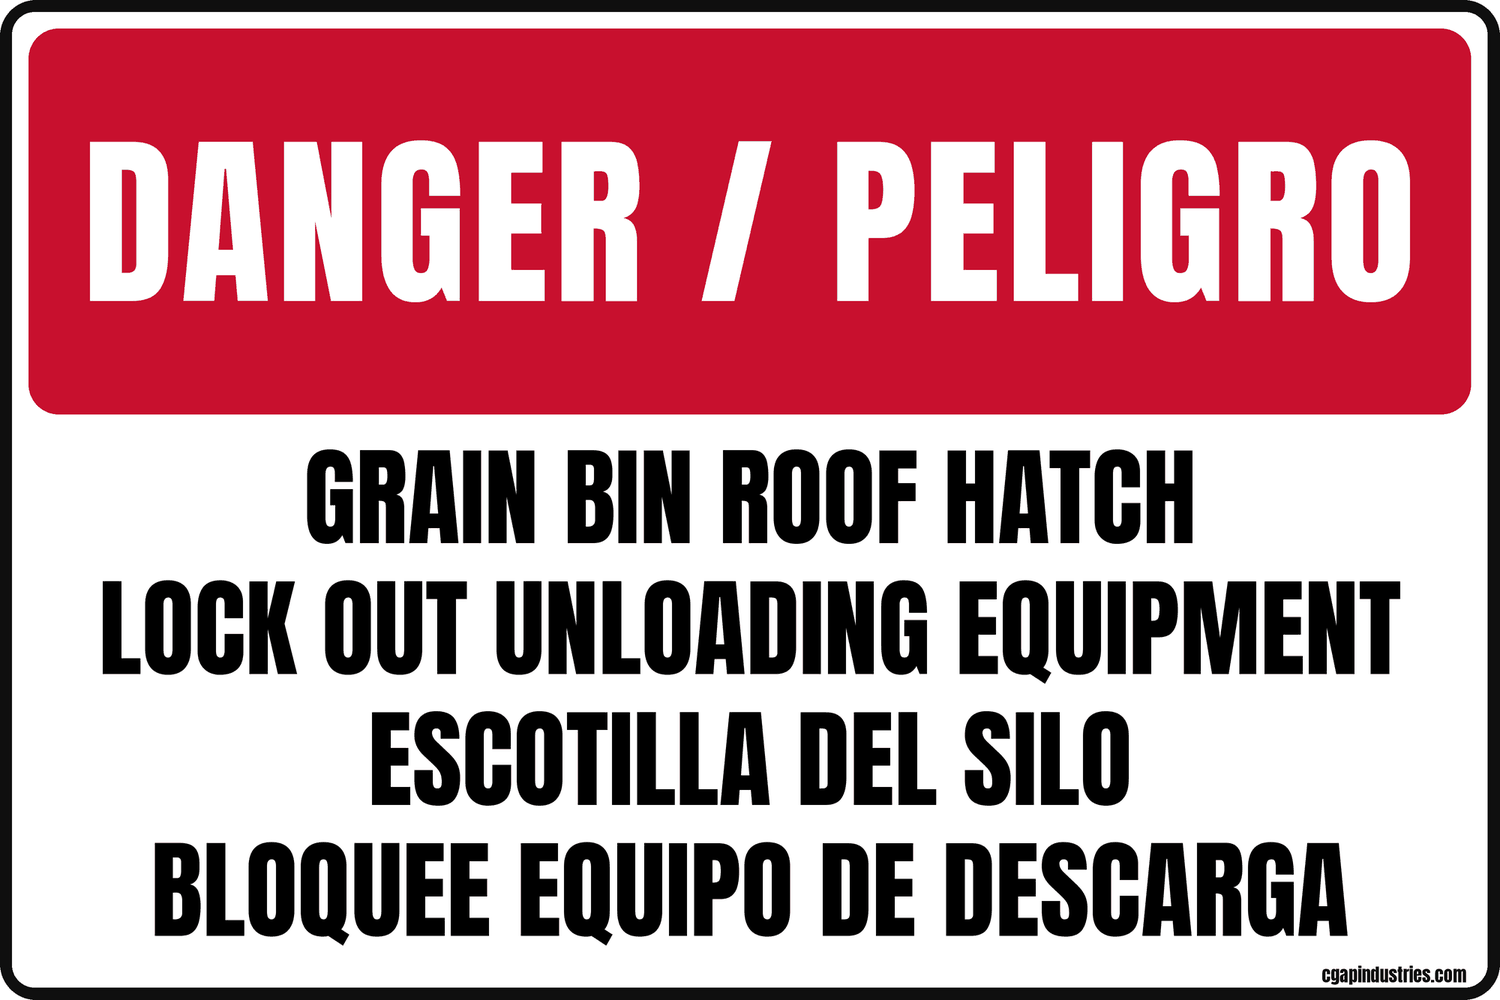 DANGER / PELIGRO
GRAIN BIN ROOF HATCH
LOCK OUT UNLOADING EQUIPMENT
ESCOTILLA DEL SILO
BLOQUEE EQUIPO DE DESCARGA
cgapindustries.com